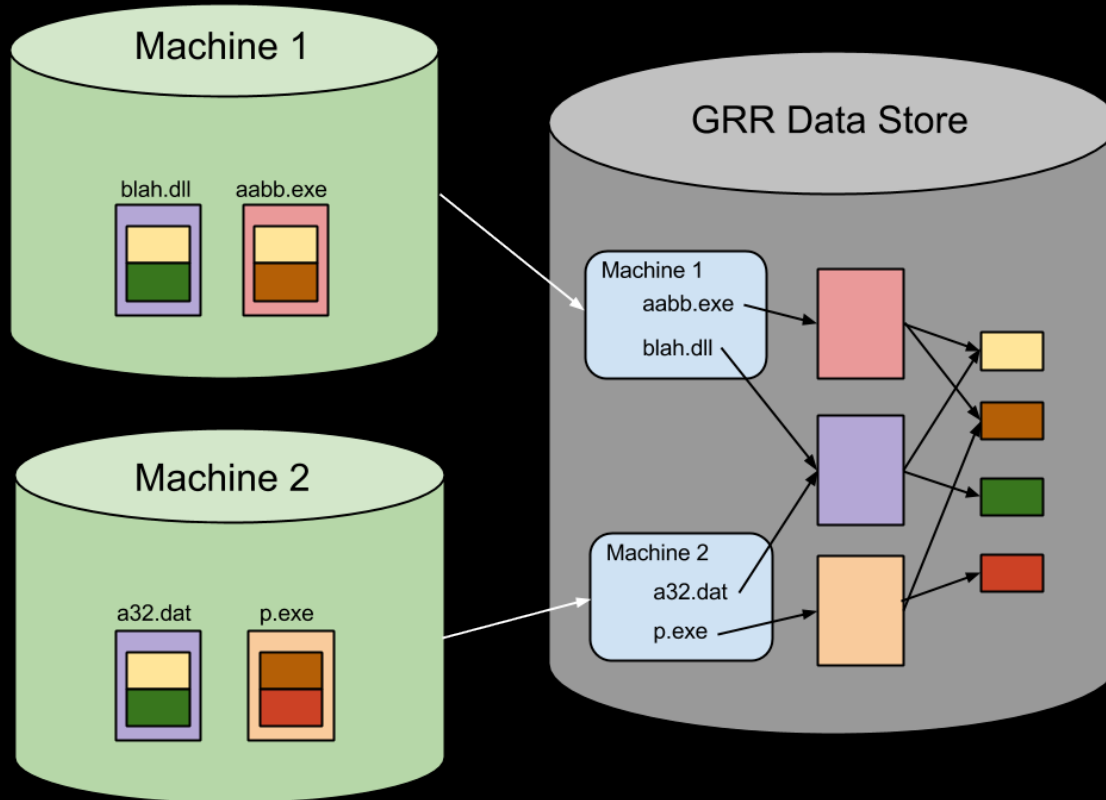 Machine 1
blah.dll
aabb.exe
GRR Data Store
Machine 1
aabb.exe
blah.dll
Machine 2
a32.dat
p.exe
Machine 2
a32.dat
p.exe